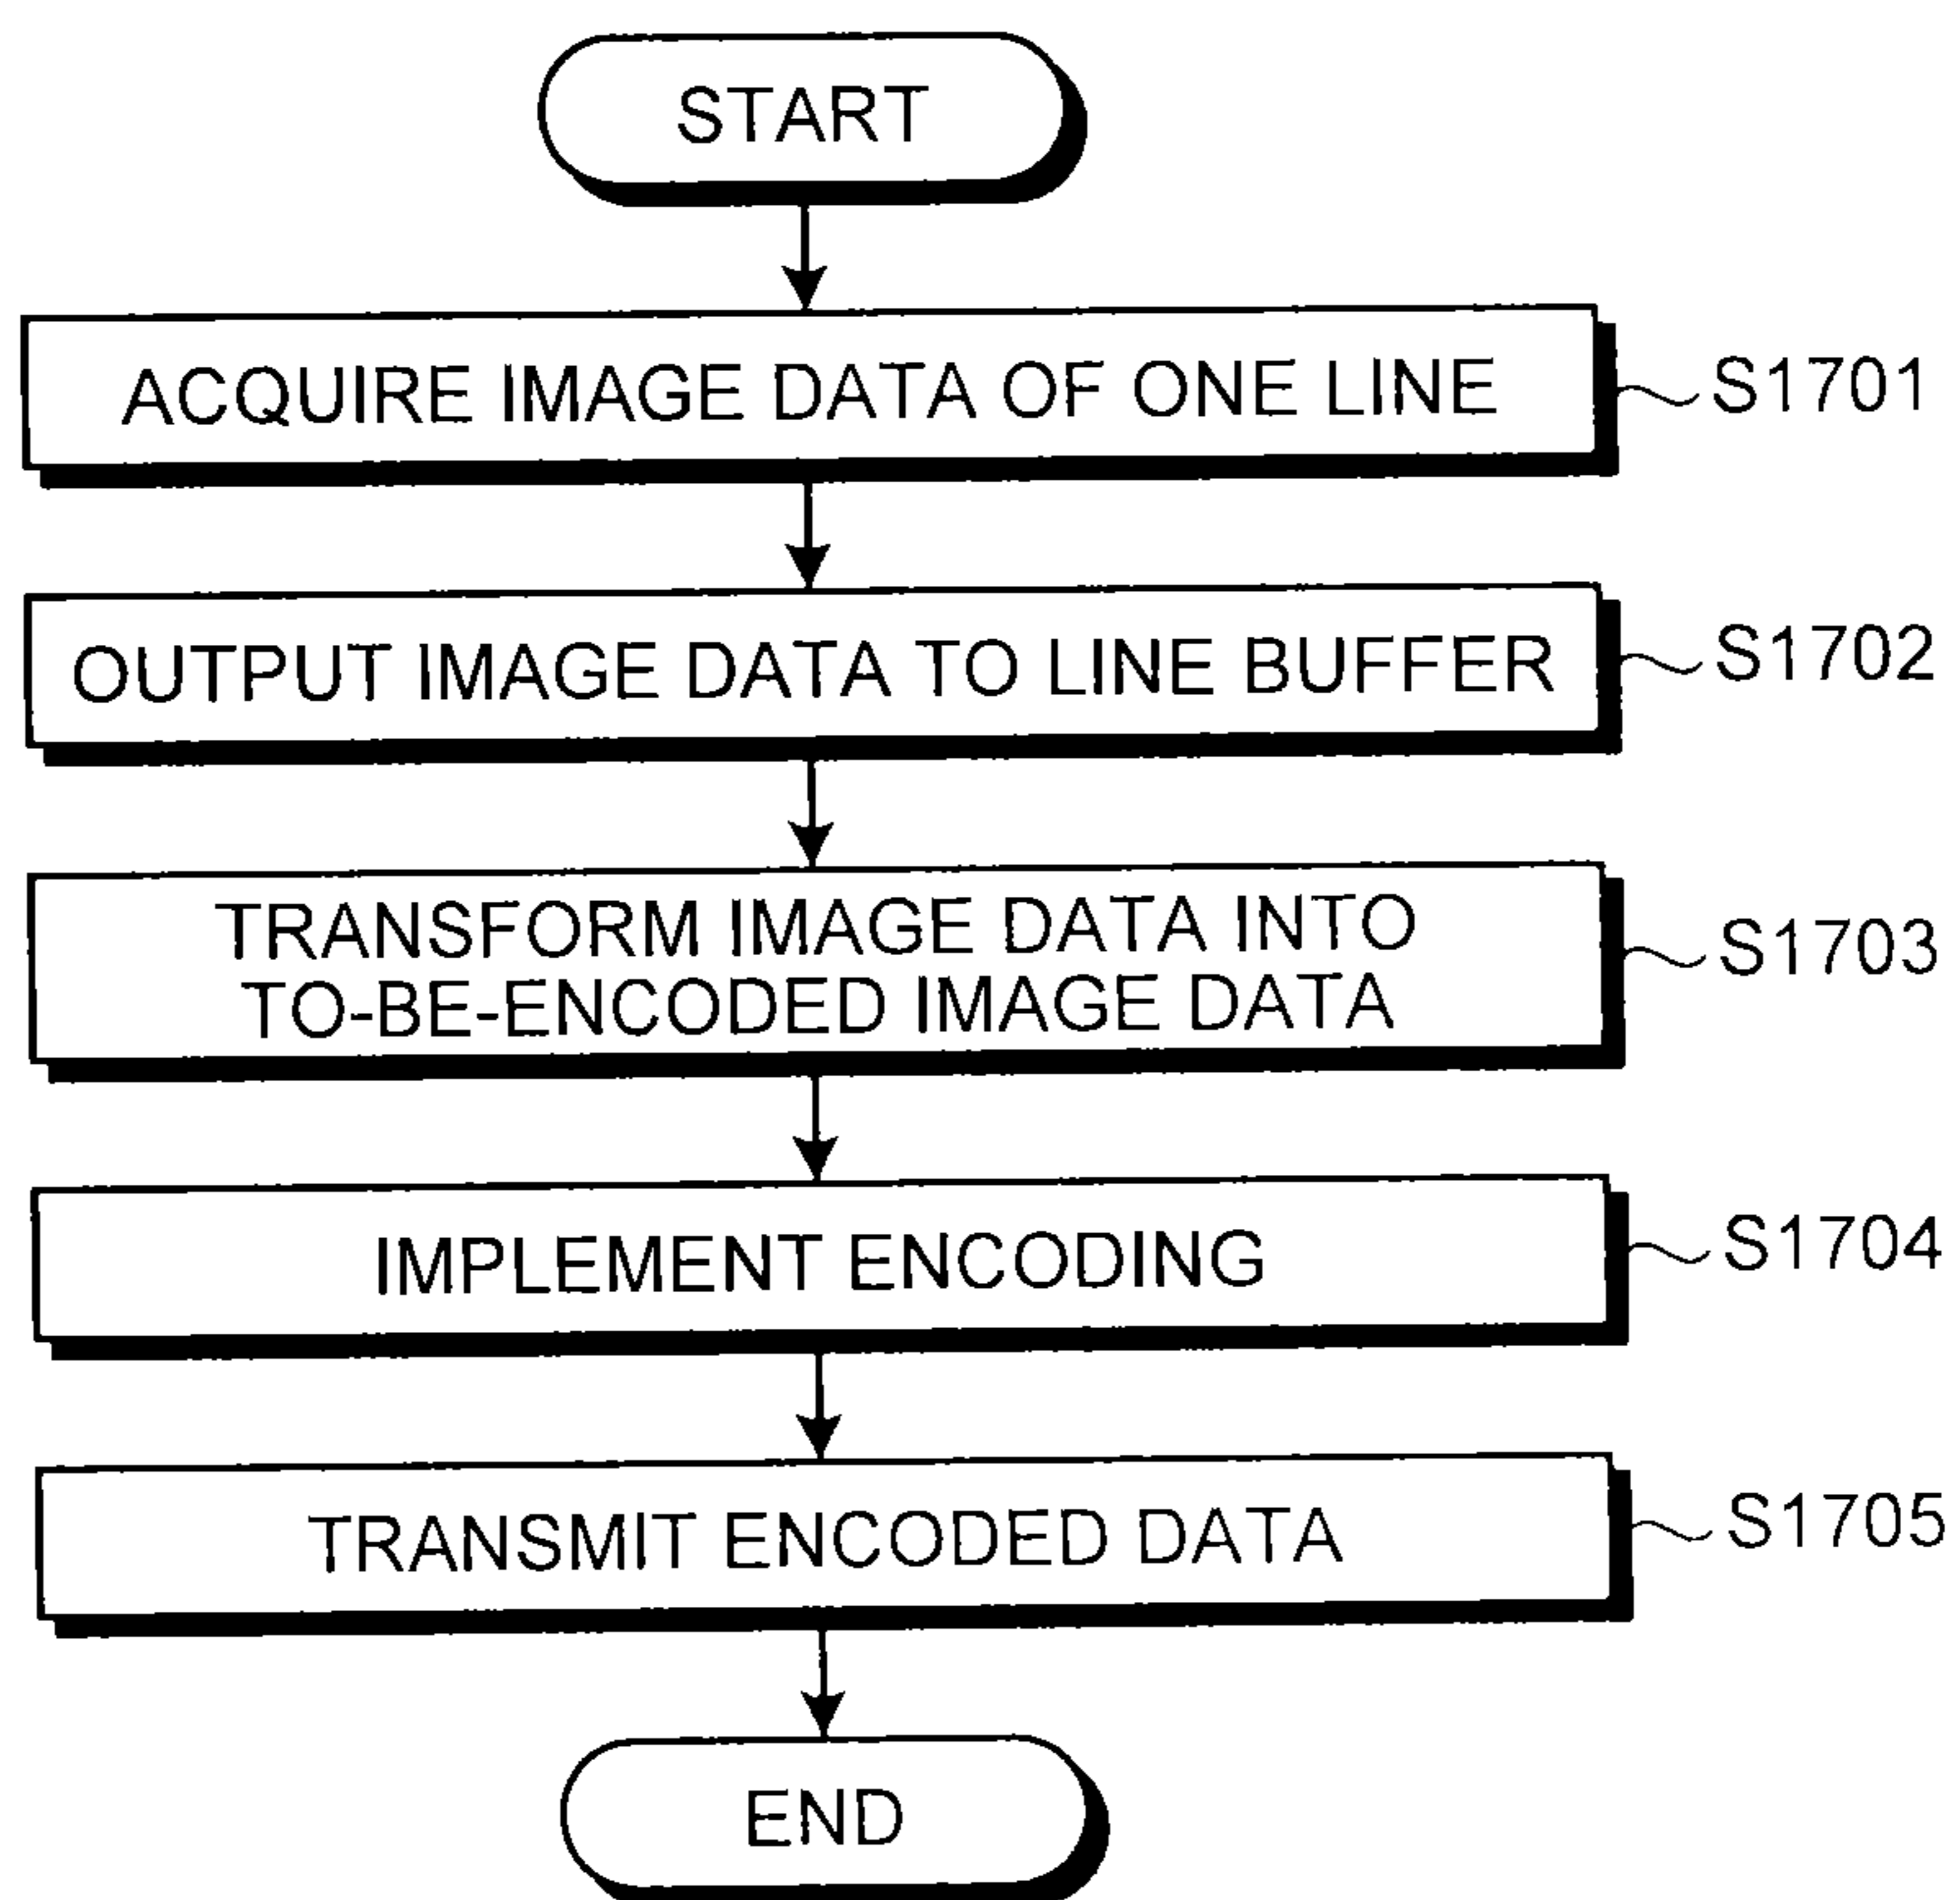 START
ACQUIRE IMAGE DATA OF ONE LINE
S1701
OUTPUT IMAGE DATA TO LINE BUFFER
S1702
TRANSFORM IMAGE DATA INTO
TO-BE-ENCODED IMAGE DATA
S1703
IMPLEMENT ENCODING
S1704
TRANSMIT ENCODED DATA
S1705
END